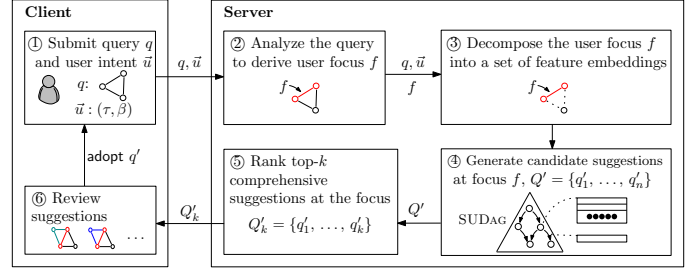 Client
Server
① Submit query q
and user intent u⃗
q:
u⃗ : (τ, β)
q, u⃗
② Analyze the query
to derive user focus f
f
q, u⃗
f
③ Decompose the user focus f
into a set of feature embeddings
f
④ Generate candidate suggestions
at focus f, Q′ = {q′₁, …, q′ₙ}
SUDAG
Q′
⑤ Rank top-k
comprehensive
suggestions at the focus
Q′ₖ = {q′₁, …, q′ₖ}
Q′ₖ
⑥ Review
suggestions
…
adopt q′